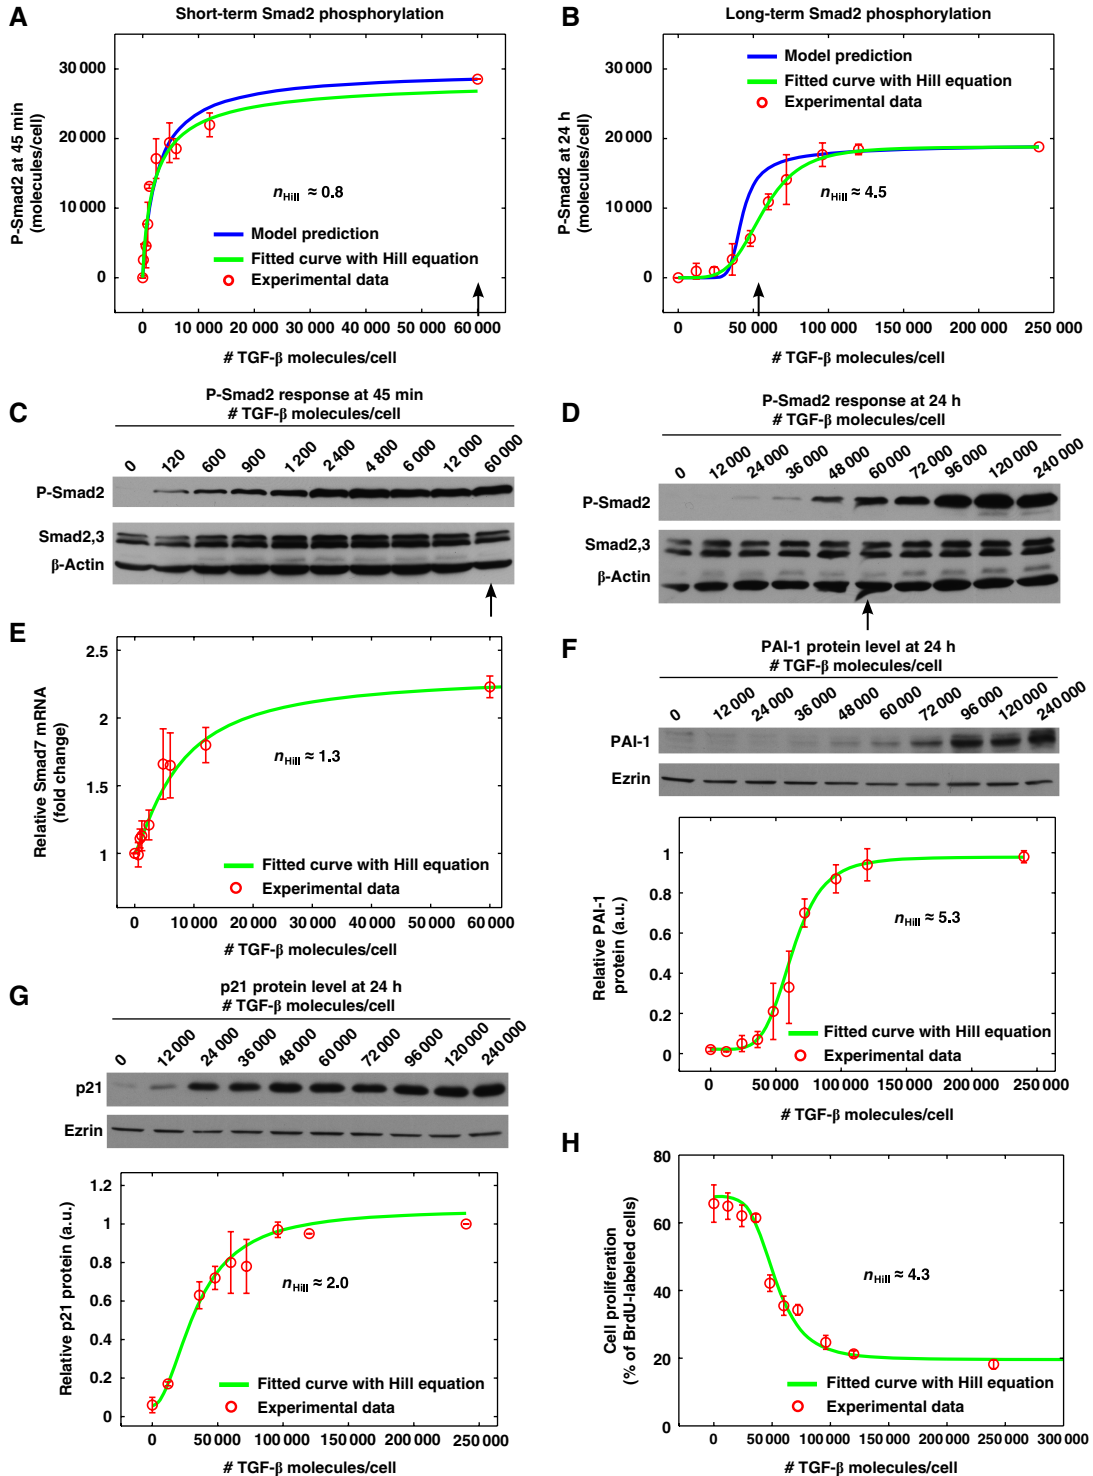 A
Short-term Smad2 phosphorylation
P-Smad2 at 45 min
(molecules/cell)
30 000
20 000
10 000
0
nHill ≈ 0.8
Model prediction
Fitted curve with Hill equation
Experimental data
0 10 000 20 000 30 000 40 000 50 000 60 000
# TGF-β molecules/cell
B
Long-term Smad2 phosphorylation
P-Smad2 at 24 h
(molecules/cell)
30 000
20 000
10 000
0
Model prediction
Fitted curve with Hill equation
Experimental data
nHill ≈ 4.5
0 50 000 100 000 150 000 200 000 250 000
# TGF-β molecules/cell
C
P-Smad2 response at 45 min
# TGF-β molecules/cell
0 120 600 900 1 200 2 400 4 800 6 000 12 000 60 000
P-Smad2
Smad2,3
β-Actin
D
P-Smad2 response at 24 h
# TGF-β molecules/cell
0 12 000 24 000 36 000 48 000 60 000 72 000 96 000 120 000 240 000
P-Smad2
Smad2,3
β-Actin
E
Relative Smad7 mRNA
(fold change)
2.5
2
1.5
1
nHill ≈ 1.3
Fitted curve with Hill equation
Experimental data
0 10 000 20 000 30 000 40 000 50 000 60 000
# TGF-β molecules/cell
F
PAI-1 protein level at 24 h
# TGF-β molecules/cell
0 12 000 24 000 36 000 48 000 60 000 72 000 96 000 120 000 240 000
PAI-1
Ezrin
Relative PAI-1
protein (a.u.)
1
0.8
0.6
0.4
0.2
0
nHill ≈ 5.3
Fitted curve with Hill equation
Experimental data
0 50 000 100 000 150 000 200 000 250 000
# TGF-β molecules/cell
G
p21 protein level at 24 h
# TGF-β molecules/cell
0 12 000 24 000 36 000 48 000 60 000 72 000 96 000 120 000 240 000
p21
Ezrin
Relative p21 protein (a.u.)
1.2
1
0.8
0.6
0.4
0.2
0
nHill ≈ 2.0
Fitted curve with Hill equation
Experimental data
0 50 000 100 000 150 000 200 000 250 000
# TGF-β molecules/cell
H
Cell proliferation
(% of BrdU-labeled cells)
80
60
40
20
0
nHill ≈ 4.3
Fitted curve with Hill equation
Experimental data
0 50 000 100 000 150 000 200 000 250 000 300 000
# TGF-β molecules/cell